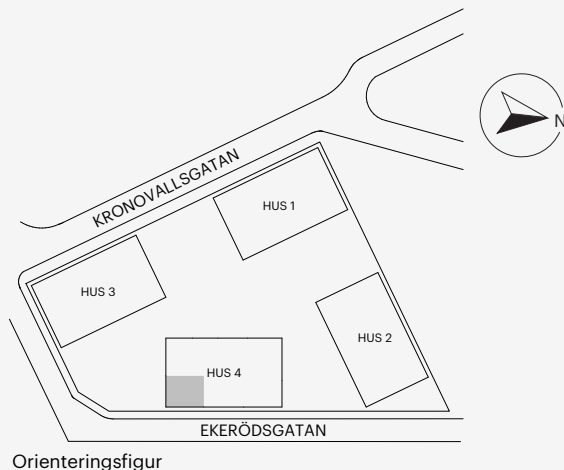 N
KRONOVALLSGATAN
HUS 1
HUS 3
HUS 2
HUS 4
EKERÖDSGATAN
Orienteringsfigur